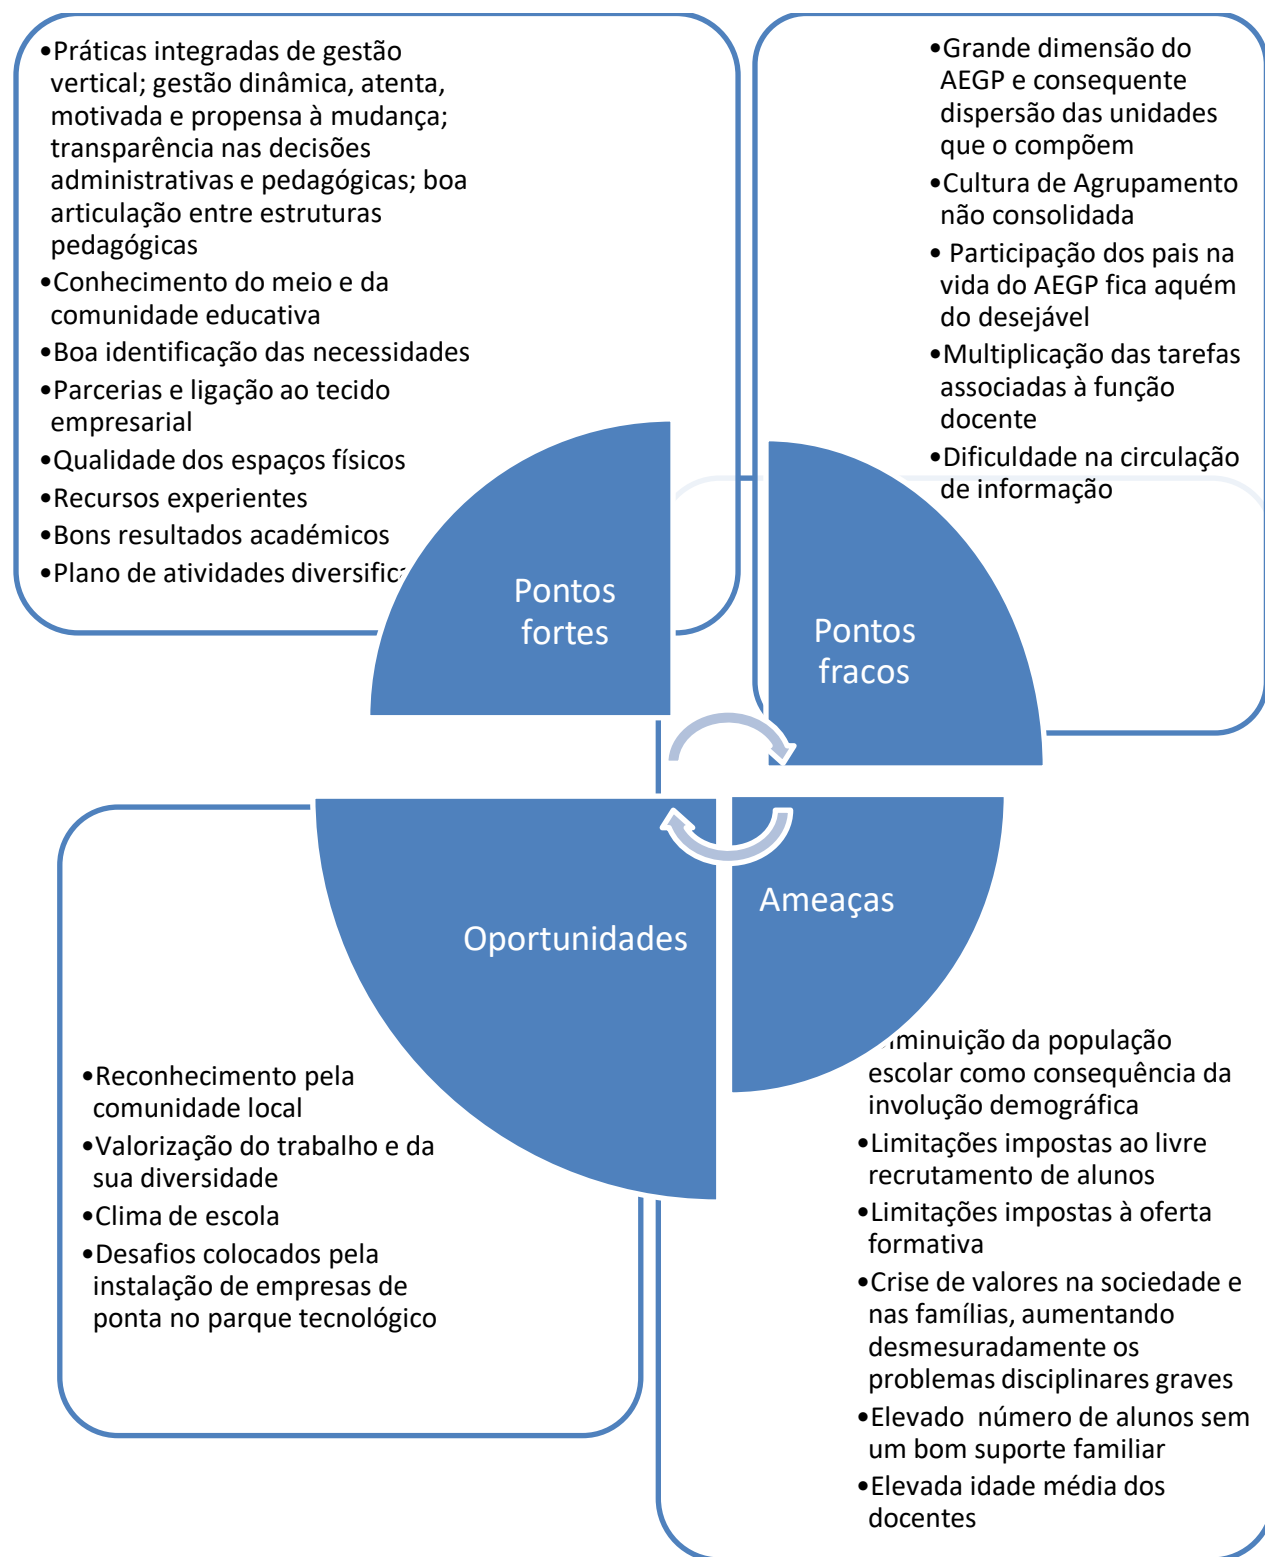 •Práticas integradas de gestão
vertical; gestão dinâmica, atenta,
motivada e propensa à mudança;
transparência nas decisões
administrativas e pedagógicas; boa
articulação entre estruturas
pedagógicas
•Conhecimento do meio e da
comunidade educativa
•Boa identificação das necessidades
•Parcerias e ligação ao tecido
empresarial
•Qualidade dos espaços físicos
•Recursos experientes
•Bons resultados académicos
•Plano de atividades
Pontos
fortes
•Grande dimensão do
AEGP e consequente
dispersão das unidades
que o compõem
•Cultura de Agrupamento
não consolidada
• Participação dos pais na
vida do AEGP fica aquém
do desejável
•Multiplicação das tarefas
associadas à função
docente
•Dificuldade na circulação
de informação
Pontos
fracos
Oportunidades
•Reconhecimento pela
comunidade local
•Valorização do trabalho e da
sua diversidade
•Clima de escola
•Desafios colocados pela
instalação de empresas de
ponta no parque tecnológico
Ameaças
da população
escolar como consequência da
involução demográfica
•Limitações impostas ao livre
recrutamento de alunos
•Limitações impostas à oferta
formativa
•Crise de valores na sociedade e
nas famílias, aumentando
desmesuradamente os
problemas disciplinares graves
•Elevado  número de alunos sem
um bom suporte familiar
•Elevada idade média dos
docentes